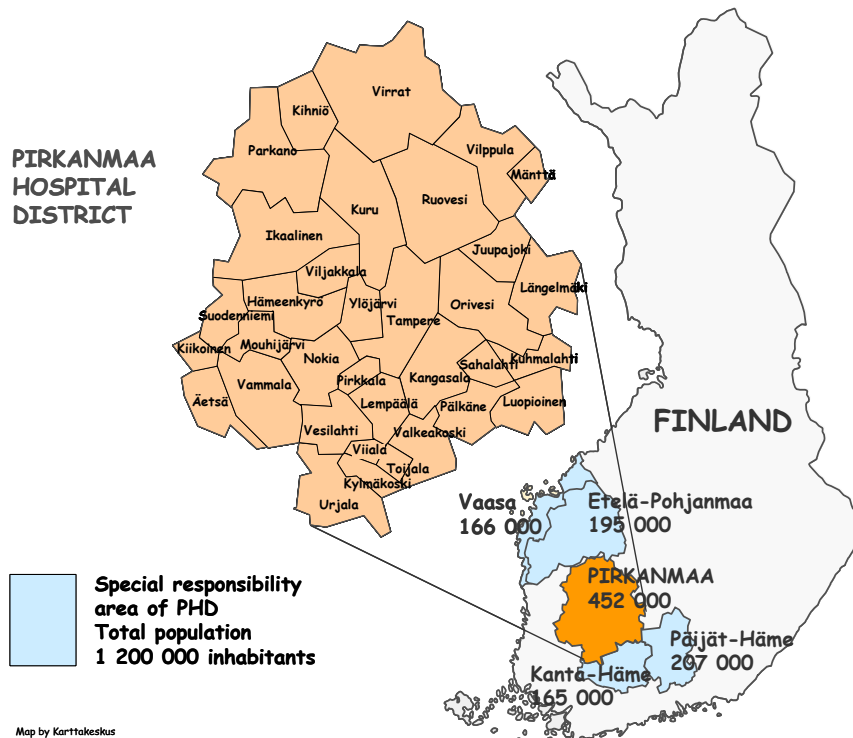 PIRKANMAA
HOSPITAL
DISTRICT
Virrat
Kihniö
Parkano
Vilppula
Mänttä
Kuru
Ruovesi
Ikaalinen
Juupajoki
Viljakkala
Längelmäki
Hämeenkyrö
Ylöjärvi
Orivesi
Suodenniemi
Tampere
Kiikoinen
Mouhijärvi
Nokia
Sahalahti
Kuhmalahti
Vammala
Pirkkala
Kangasala
Äetsä
Lempäälä
Pälkäne
Luopioinen
Vesilahti
Valkeakoski
Viiala
Toijala
Kylmäkoski
Urjala
FINLAND
Vaasa
166 000
Etelä-Pohjanmaa
195 000
PIRKANMAA
452 000
Päijät-Häme
207 000
Kanta-Häme
165 000
Special responsibility
area of PHD
Total population
1 200 000 inhabitants
Map by Karttakeskus